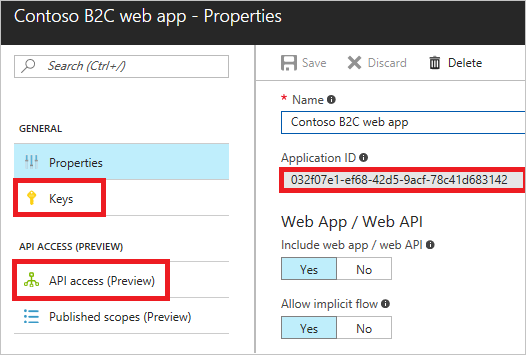 Contoso B2C web app - Properties
Search (Ctrl+/)
GENERAL
Properties
Keys
API ACCESS (PREVIEW)
API access (Preview)
Published scopes (Preview)
Save Discard Delete
* Name
Contoso B2C web app
Application ID
032f07e1-ef68-42d5-9acf-78c41d683142
Web App / Web API
Include web app / web API
Yes No
Allow implicit flow
Yes No